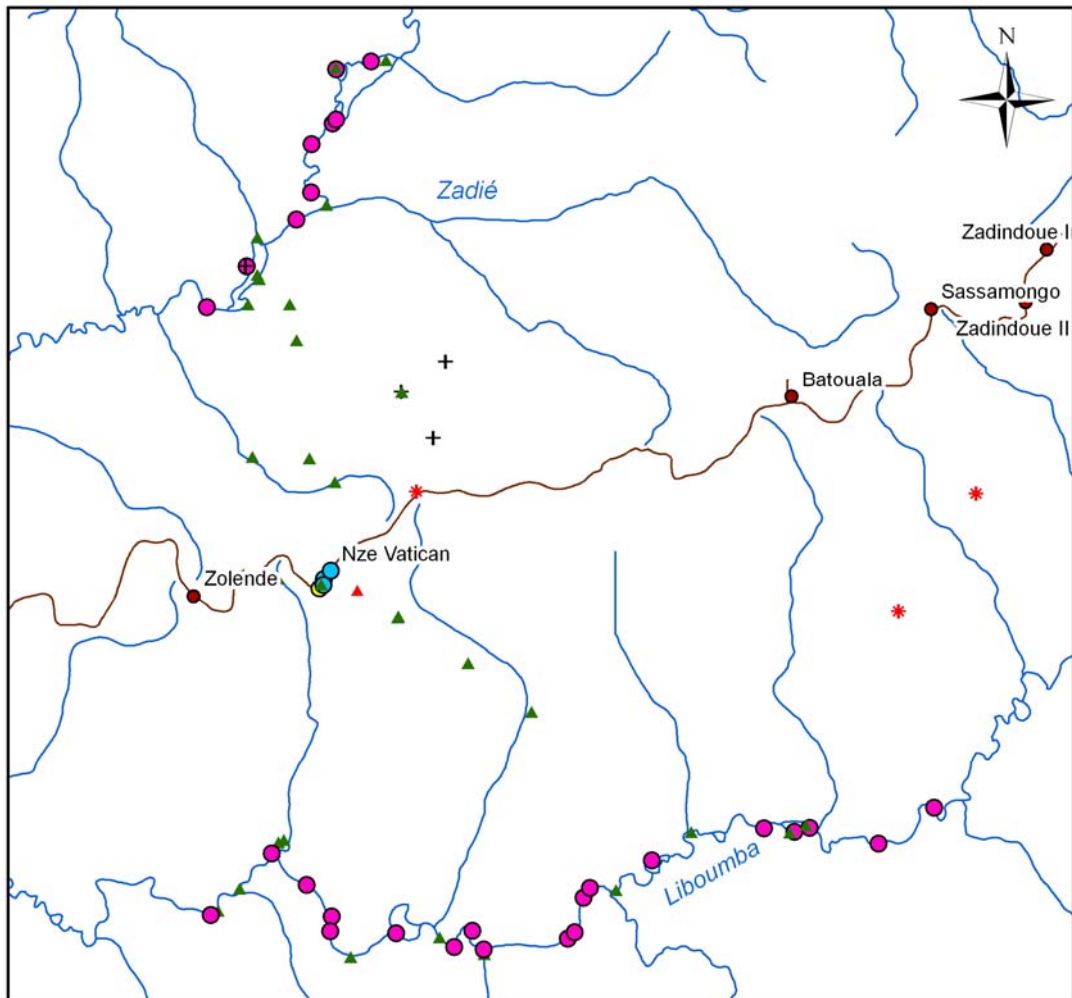 N
Zadié
Zadindoue I
Sassamongo
Zadindoue II
Batouala
Nze Vatican
Zolende
Liboumba